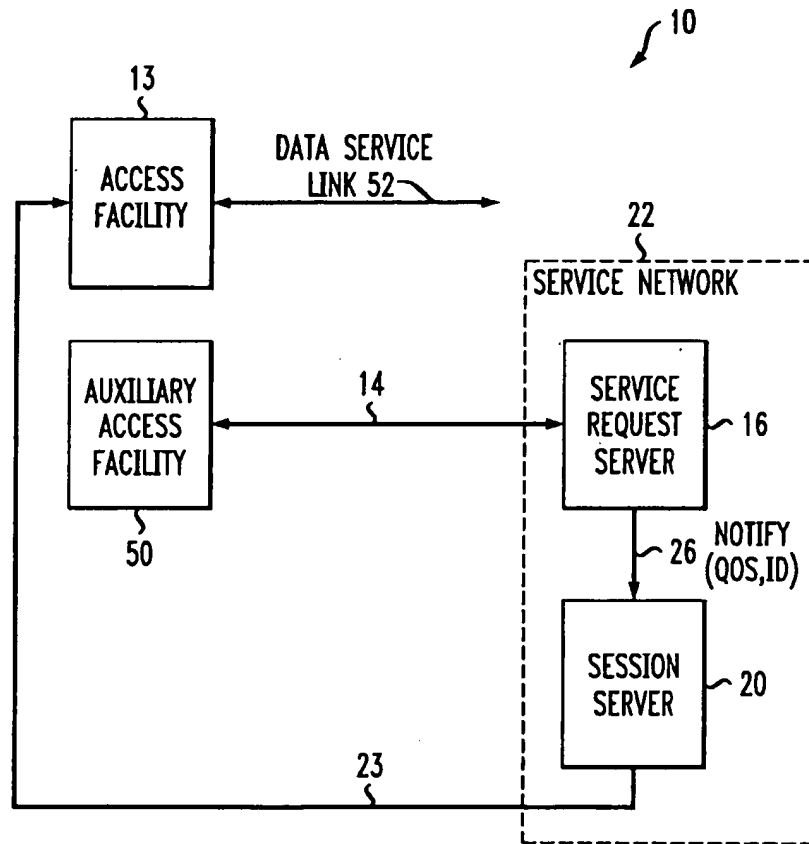 10
13
ACCESS
FACILITY
DATA SERVICE
LINK 52
22
SERVICE NETWORK
AUXILIARY
ACCESS
FACILITY
50
14
SERVICE
REQUEST
SERVER
16
26
NOTIFY
(QOS,ID)
SESSION
SERVER
20
23